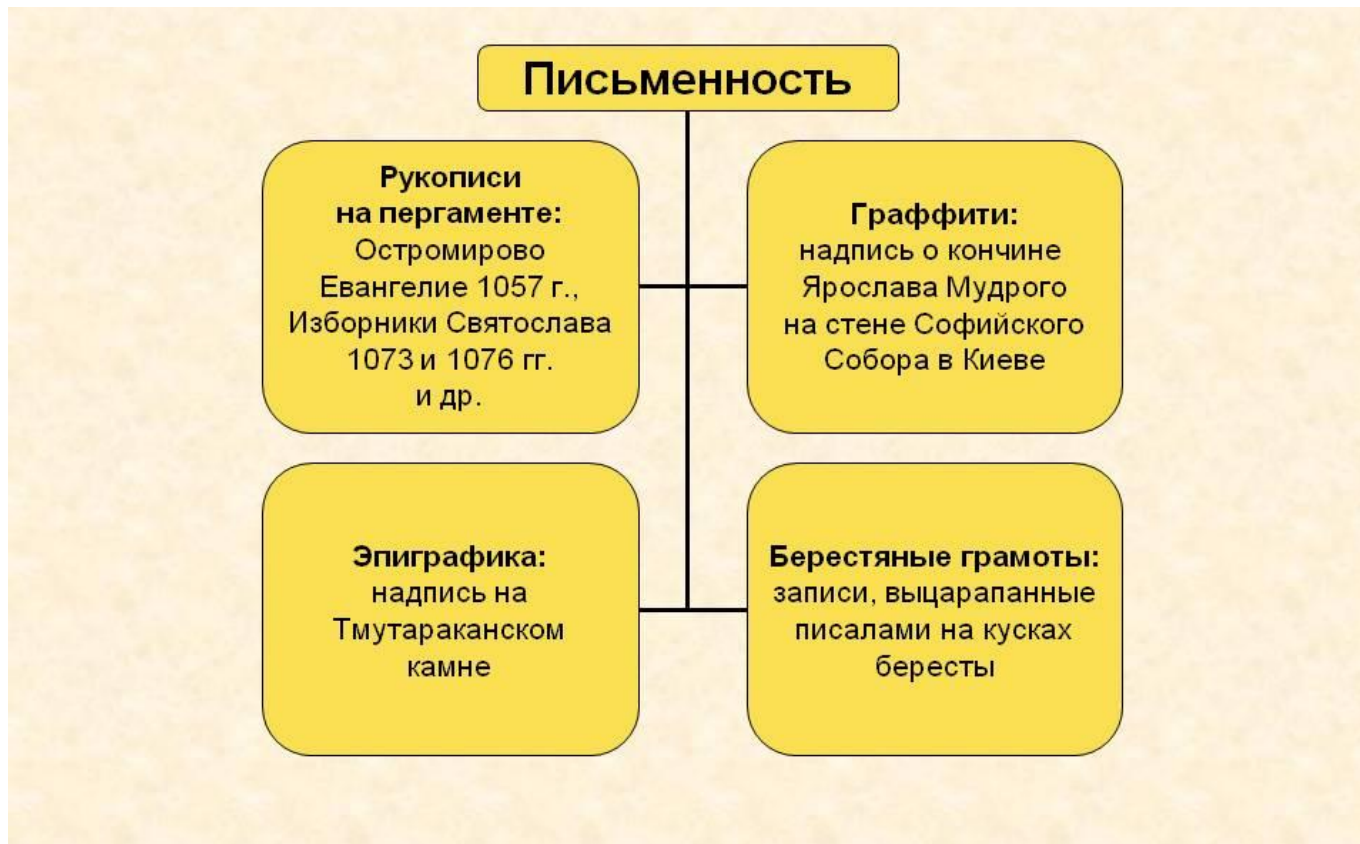 Письменность
Рукописи
на пергаменте:
Остромирово
Евангелие 1057 г.,
Изборники Святослава
1073 и 1076 гг.
и др.
Граффити:
надпись о кончине
Ярослава Мудрого
на стене Софийского
Собора в Киеве
Эпиграфика:
надпись на
Тмутараканском
камне
Берестяные грамоты:
записи, выцарапанные
писалами на кусках
бересты